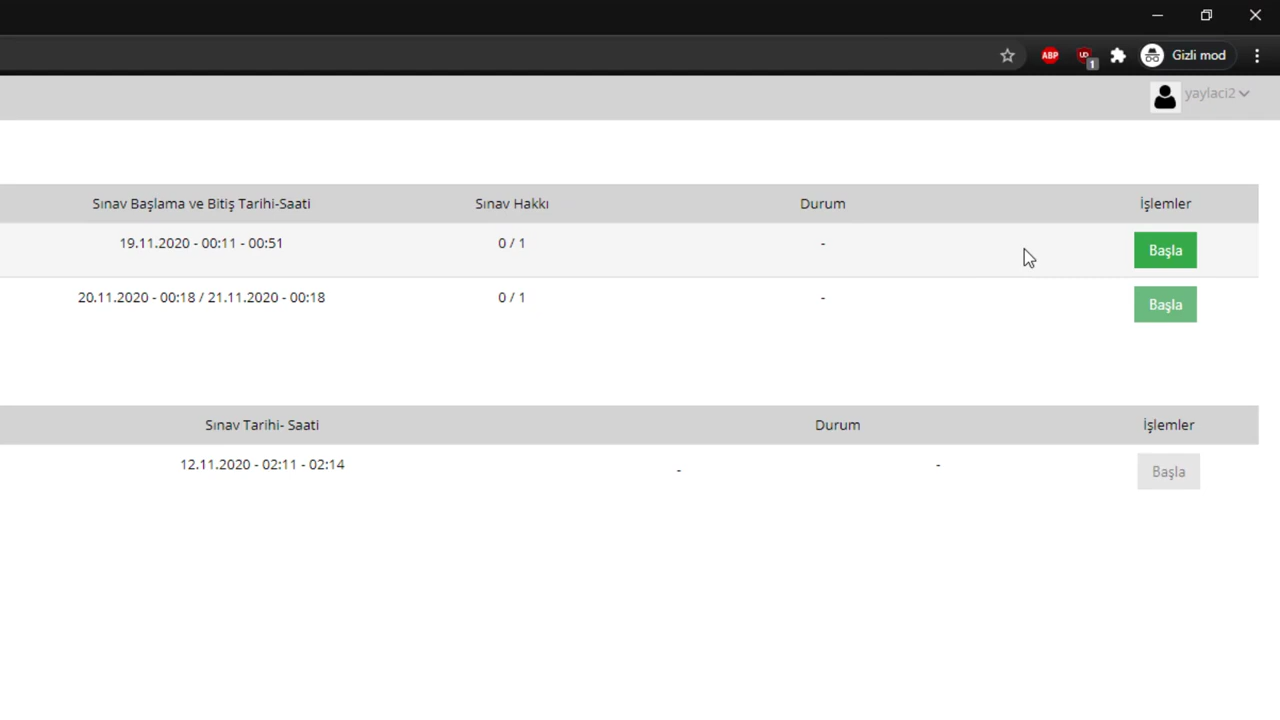 ABP
UD
1
Gizli mod
yaylaci2
Sınav Başlama ve Bitiş Tarihi-Saati Sınav Hakkı Durum İşlemler
19.11.2020 - 00:11 - 00:51 0 / 1 - Başla
20.11.2020 - 00:18 / 21.11.2020 - 00:18 0 / 1 - Başla
Sınav Tarihi- Saati Durum İşlemler
12.11.2020 - 02:11 - 02:14 - - Başla